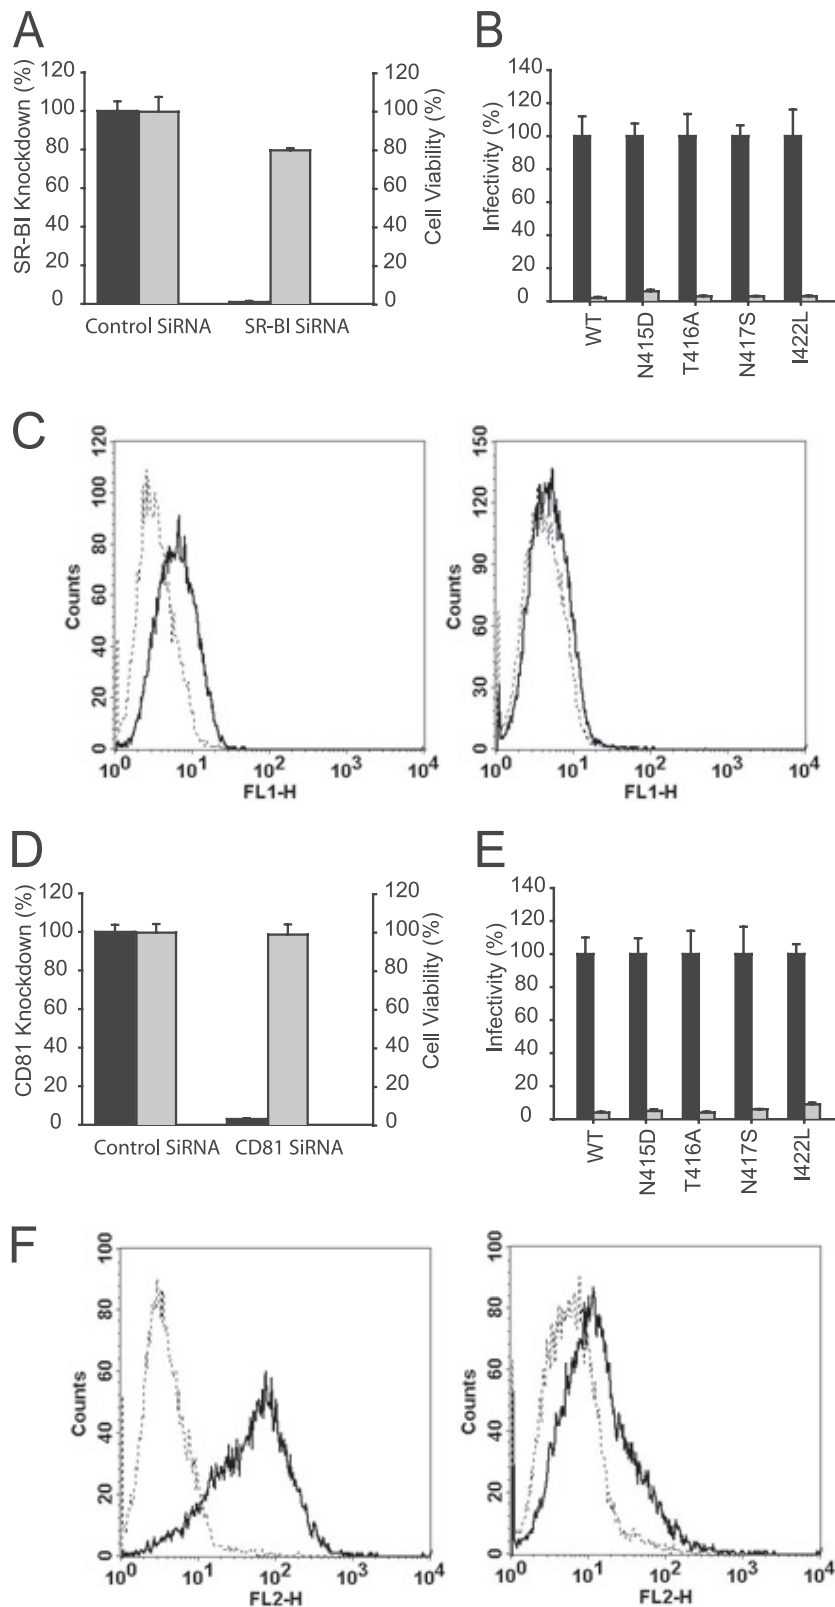 A
SR-BI Knockdown (%)
120
100
80
60
40
20
0
Cell Viability (%)
120
100
80
60
40
20
0
Control SiRNA
SR-BI SiRNA
B
Infectivity (%)
140
120
100
80
60
40
20
0
WT
N415D
T416A
N417S
I422L
C
Counts
120
100
80
60
40
20
0
10^0
10^1
10^2
10^3
10^4
FL1-H
Counts
150
120
90
60
30
0
10^0
10^1
10^2
10^3
10^4
FL1-H
D
CD81 Knockdown (%)
120
100
80
60
40
20
0
Cell Viability (%)
120
100
80
60
40
20
0
Control SiRNA
CD81 SiRNA
E
Infectivity (%)
140
120
100
80
60
40
20
0
WT
N415D
T416A
N417S
I422L
F
Counts
100
80
60
40
20
0
10^0
10^1
10^2
10^3
10^4
FL2-H
Counts
100
80
60
40
20
0
10^0
10^1
10^2
10^3
10^4
FL2-H